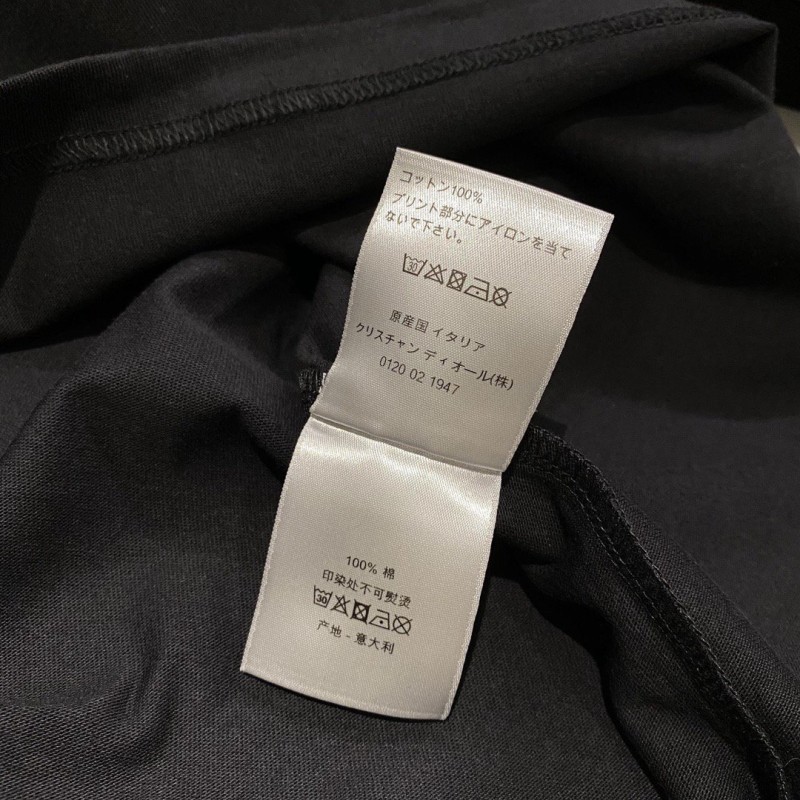 コットン100%
プリント部分にアイロンを当て
ないで下さい。
30
原産国 イタリア
クリスチャン ディオール(株)
0120 02 1947
100% 棉
印染处不可熨烫
30
产地 - 意大利